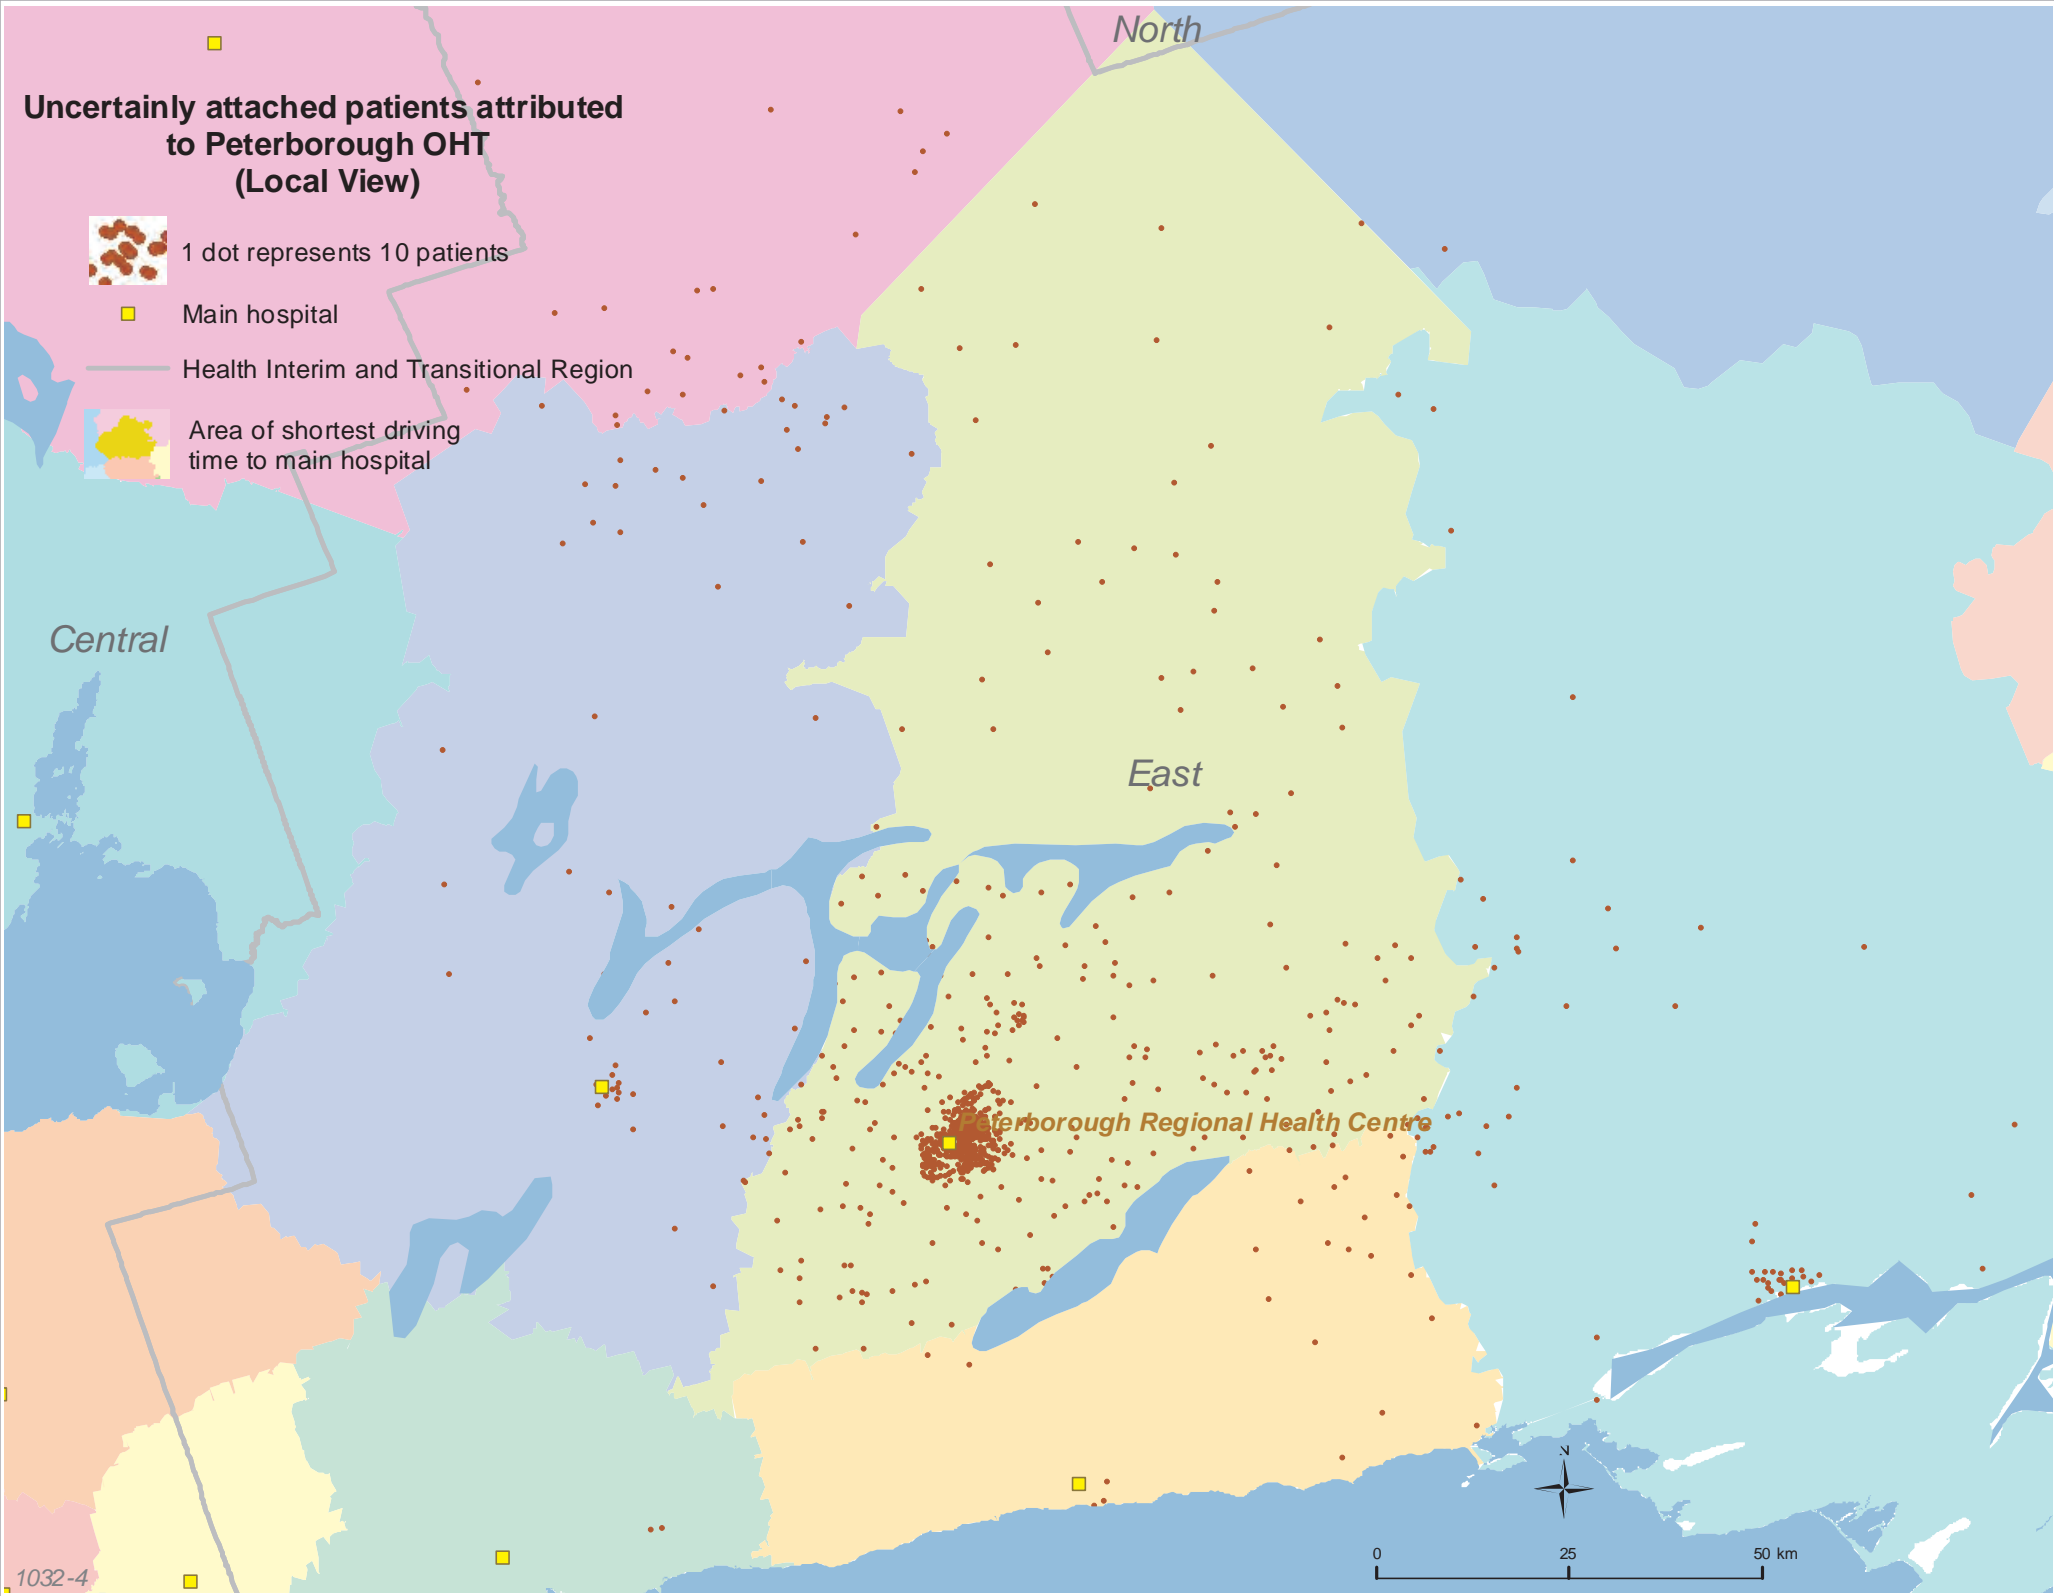 North
Uncertainly attached patients attributed
to Peterborough OHT
(Local View)
1 dot represents 10 patients
Main hospital
Health Interim and Transitional Region
Area of shortest driving
time to main hospital
Central
East
Peterborough Regional Health Centre
N
0 25 50 km
1032-4